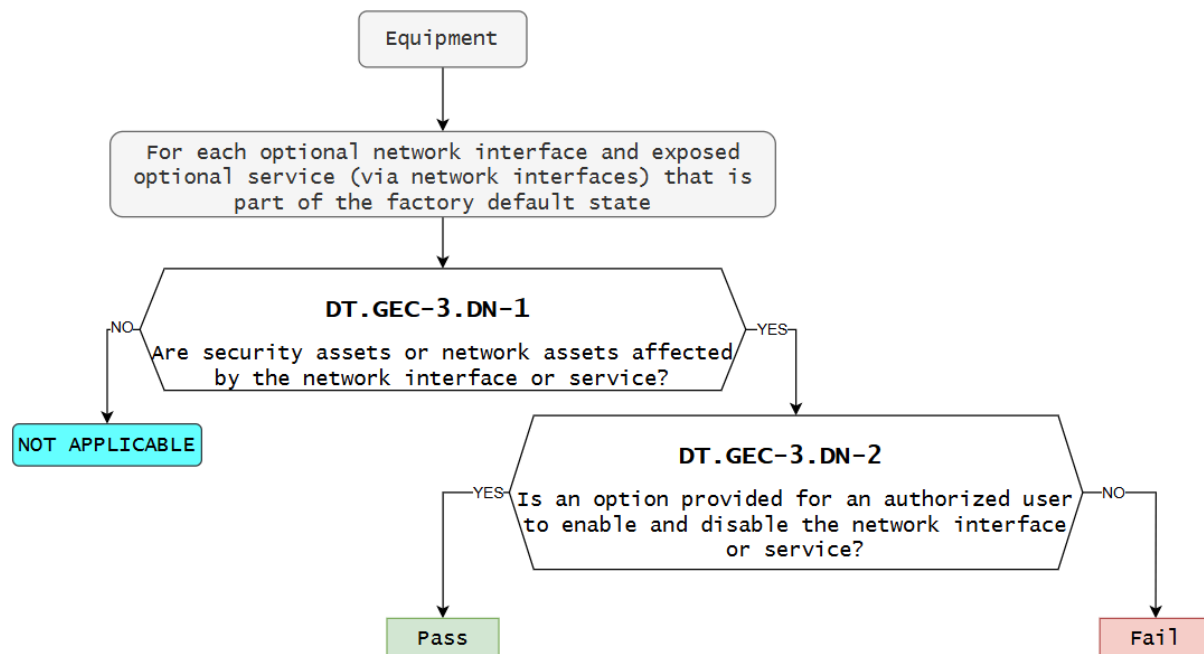 Equipment
For each optional network interface and exposed
optional service (via network interfaces) that is
part of the factory default state
DT.GEC-3.DN-1
NO
YES
Are security assets or network assets affected
by the network interface or service?
NOT APPLICABLE
DT.GEC-3.DN-2
YES
Is an option provided for an authorized user
NO
to enable and disable the network interface
or service?
Pass
Fail